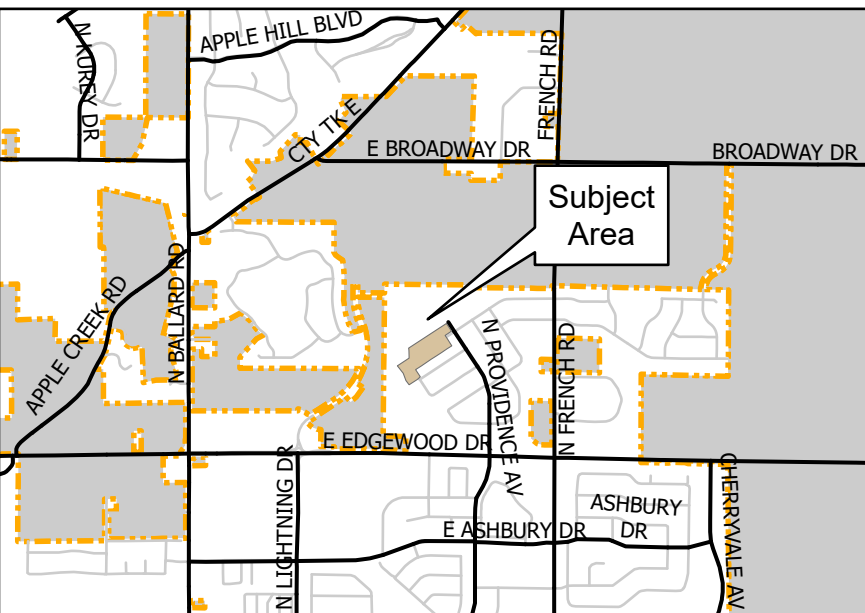 APPLE HILL BLVD
N KUREY DR
FRENCH RD
CTY TK E
E BROADWAY DR
BROADWAY DR
Subject
Area
N BALLARD RD
APPLE CREEK RD
N PROVIDENCE AV
N FRENCH RD
E EDGEWOOD DR
N LIGHTNING DR
CHERRYVALE AV
ASHBURY
DR
E ASHBURY DR